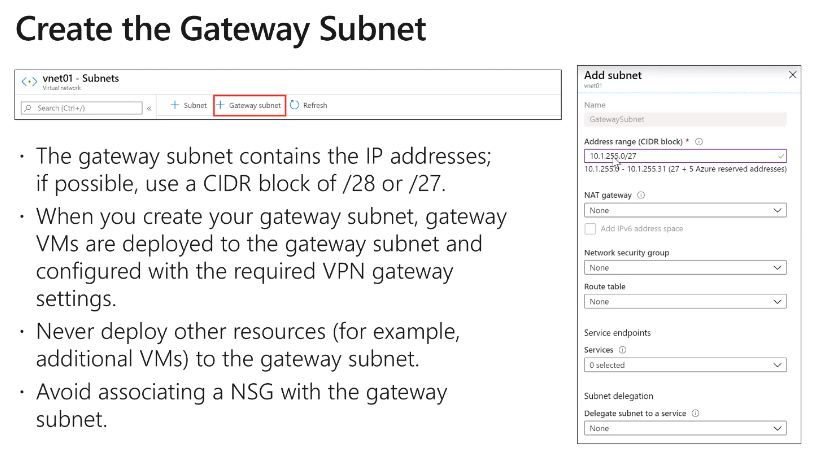 Create the Gateway Subnet
vnet01 - Subnets
Virtual network
Search (Ctrl+/)
«
+ Subnet
+ Gateway subnet
Refresh
• The gateway subnet contains the IP addresses;
if possible, use a CIDR block of /28 or /27.
• When you create your gateway subnet, gateway
VMs are deployed to the gateway subnet and
configured with the required VPN gateway
settings.
• Never deploy other resources (for example,
additional VMs) to the gateway subnet.
• Avoid associating a NSG with the gateway
subnet.
Add subnet
vnet01
Name
GatewaySubnet
Address range (CIDR block) *
10.1.255.0/27
10.1.255.0 - 10.1.255.31 (27 + 5 Azure reserved addresses)
NAT gateway
None
Add IPv6 address space
Network security group
None
Route table
None
Service endpoints
Services
0 selected
Subnet delegation
Delegate subnet to a service
None